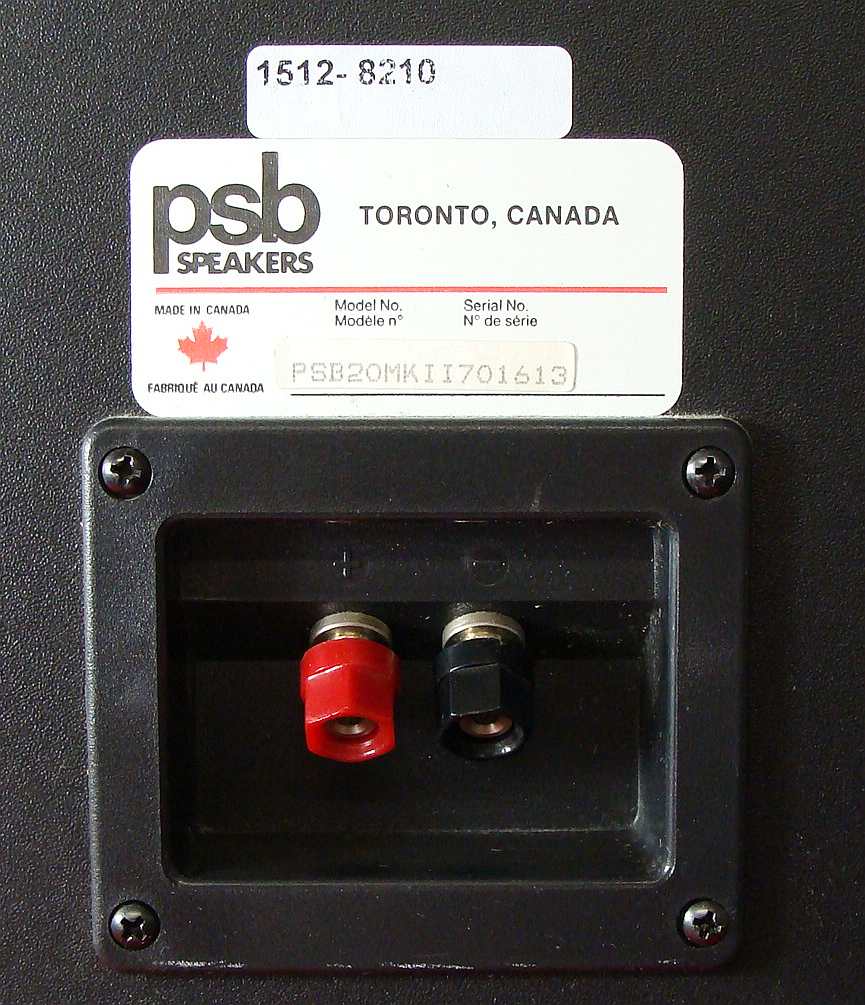 1512- 8210
psb
SPEAKERS
TORONTO, CANADA
MADE IN CANADA
FABRIQUÉ AU CANADA
Model No.
Modèle n°
Serial No.
N° de série
PSB20MKII701613
+ −